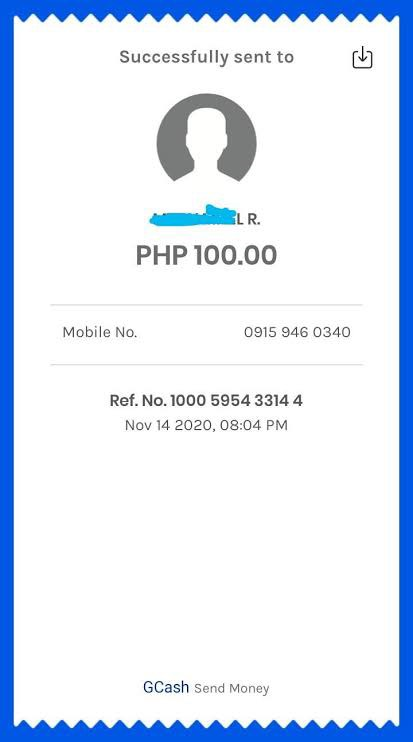 Successfully sent to
L R.
PHP 100.00
Mobile No. 0915 946 0340
Ref. No. 1000 5954 3314 4
Nov 14 2020, 08:04 PM
GCash Send Money